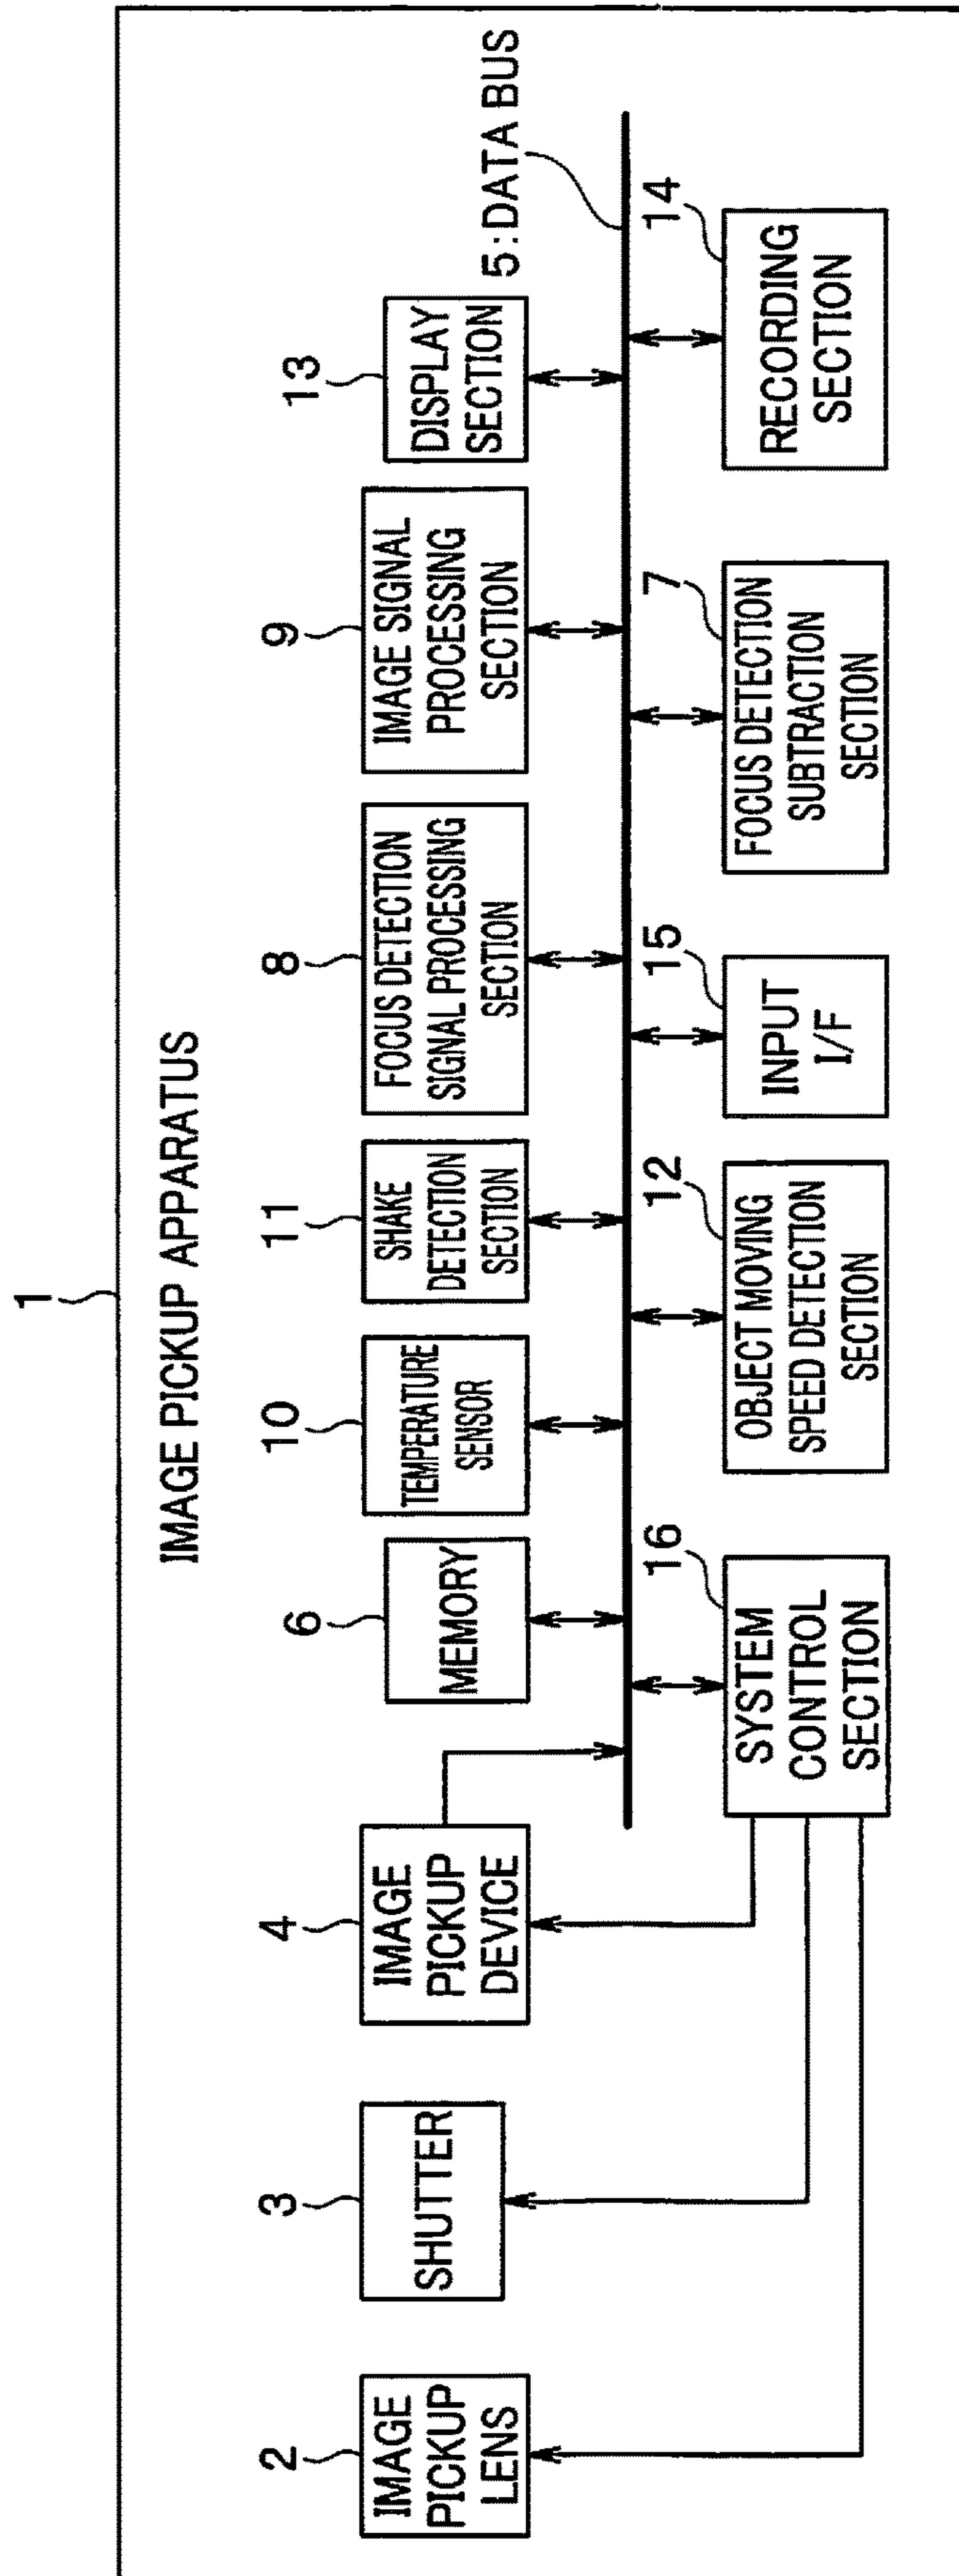 1
IMAGE PICKUP APPARATUS
2
IMAGE
PICKUP
LENS
3
SHUTTER
4
IMAGE
PICKUP
DEVICE
6
MEMORY
10
TEMPERATURE
SENSOR
11
SHAKE
DETECTION
SECTION
8
FOCUS DETECTION
SIGNAL PROCESSING
SECTION
9
IMAGE SIGNAL
PROCESSING
SECTION
13
DISPLAY
SECTION
5:DATA BUS
16
SYSTEM
CONTROL
SECTION
12
OBJECT MOVING
SPEED DETECTION
SECTION
15
INPUT
I/F
7
FOCUS DETECTION
SUBTRACTION
SECTION
14
RECORDING
SECTION